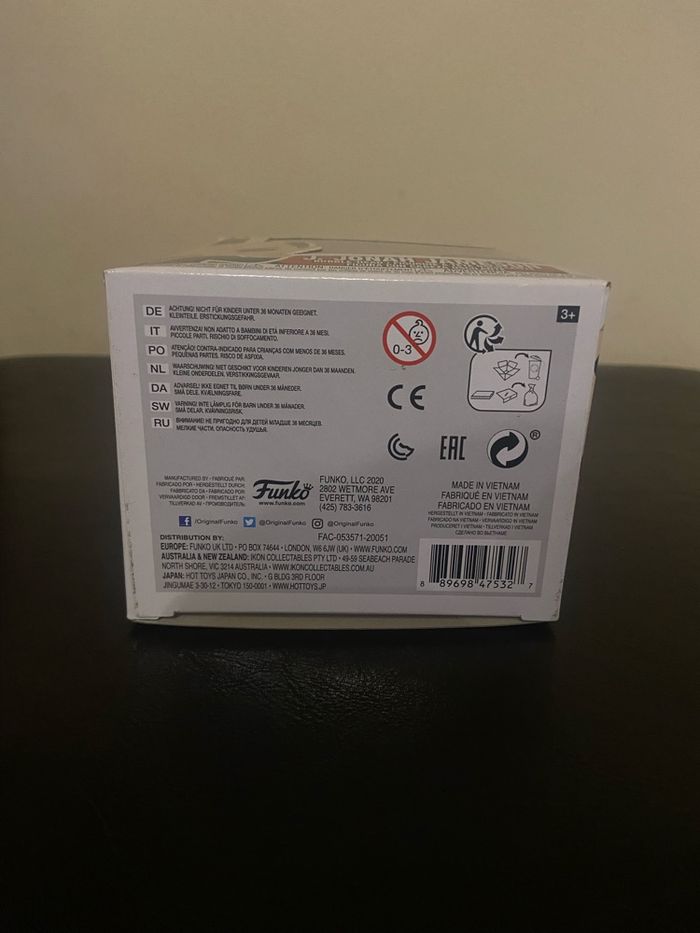 J. JONAH JAMESON
3+
DE ACHTUNG! NICHT FÜR KINDER UNTER 36 MONATEN GEEIGNET.
KLEINTEILE. ERSTICKUNGSGEFAHR.
IT AVVERTENZA! NON ADATTO A BAMBINI DI ETÀ INFERIORE A 36 MESI.
PICCOLE PARTI. RISCHIO DI SOFFOCAMENTO.
PO ATENÇÃO! CONTRA-INDICADO PARA CRIANÇAS COM MENOS DE 36 MESES.
PEQUENAS PARTES. RISCO DE ASFIXIA.
NL WAARSCHUWING! NIET GESCHIKT VOOR KINDEREN JONGER DAN 36 MAANDEN.
KLEINE ONDERDELEN. VERSTIKKINGSGEVAAR.
DA ADVARSEL! IKKE EGNET TIL BØRN UNDER 36 MÅNEDER.
SMÅ DELE. KVÆLNINGSFARE.
SW VARNING! INTE LÄMPLIG FÖR BARN UNDER 36 MÅNADER.
SMÅ DELAR. KVÄVNINGSRISK.
RU ВНИМАНИЕ! НЕ ПРИГОДНО ДЛЯ ДЕТЕЙ МЛАДШЕ 36 МЕСЯЦЕВ.
МЕЛКИЕ ЧАСТИ. ОПАСНОСТЬ УДУШЬЯ.
0-3
CE
EAC
®
MANUFACTURED BY • FABRIQUÉ PAR
FABRICADO POR • HERGESTELLT DURCH
FABBRICATO DA • FABRICADO POR
VERVAARDIGD DOOR • FREMSTILLET AF
TILLVERKAD AV • ПРОИЗВОДИТЕЛЬ
Funko
www.funko.com
FUNKO, LLC 2020
2802 WETMORE AVE
EVERETT, WA 98201
(425) 783-3616
MADE IN VIETNAM
FABRIQUÉ EN VIETNAM
FABRICADO EN VIETNAM
HERGESTELLT IN VIETNAM • FABBRICATO IN VIETNAM
FABRICADO NA VIETNAM • VERVAARDIGD IN VIETNAM
PRODUCERET I VIETNAM • TILLVERKAD I VIETNAM
СДЕЛАНО ВО ВЬЕТНАМЕ
f /OriginalFunko @OriginalFunko @OriginalFunko
FAC-053571-20051
DISTRIBUTION BY:
EUROPE: FUNKO UK LTD • PO BOX 74644 • LONDON, W6 6JW (UK) • WWW.FUNKO.COM
AUSTRALIA & NEW ZEALAND: IKON COLLECTABLES PTY LTD • 49-59 SEABEACH PARADE
NORTH SHORE, VIC 3214 AUSTRALIA • WWW.IKONCOLLECTABLES.COM.AU
JAPAN: HOT TOYS JAPAN CO., INC. • G BLDG 3RD FLOOR
JINGUMAE 3-30-12 • TOKYO 150-0001 • WWW.HOTTOYS.JP
8 89698 47532 7